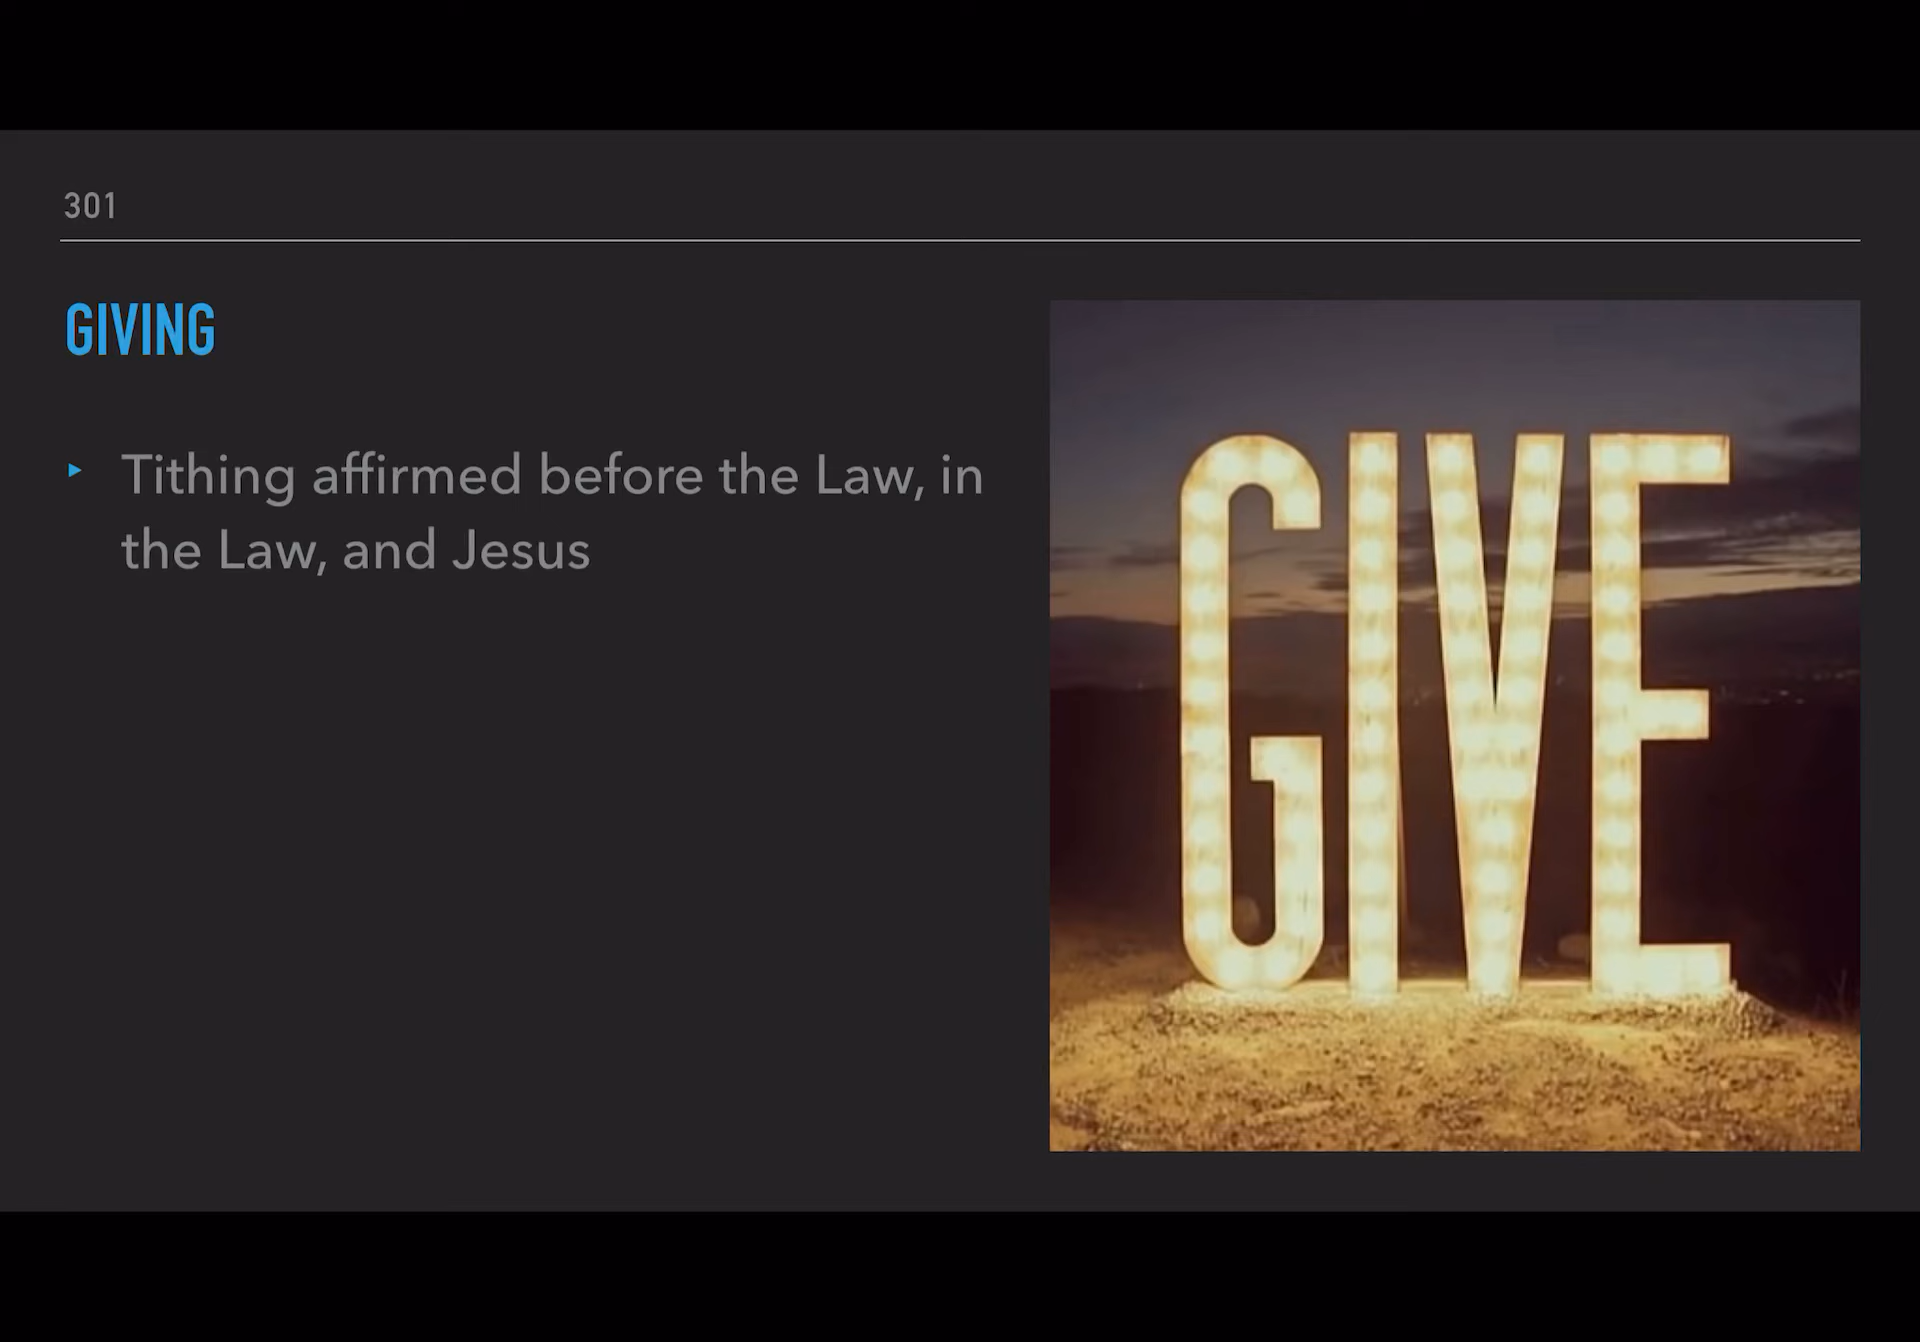 301
GIVING
‣ Tithing affirmed before the Law, in
the Law, and Jesus
GIVE